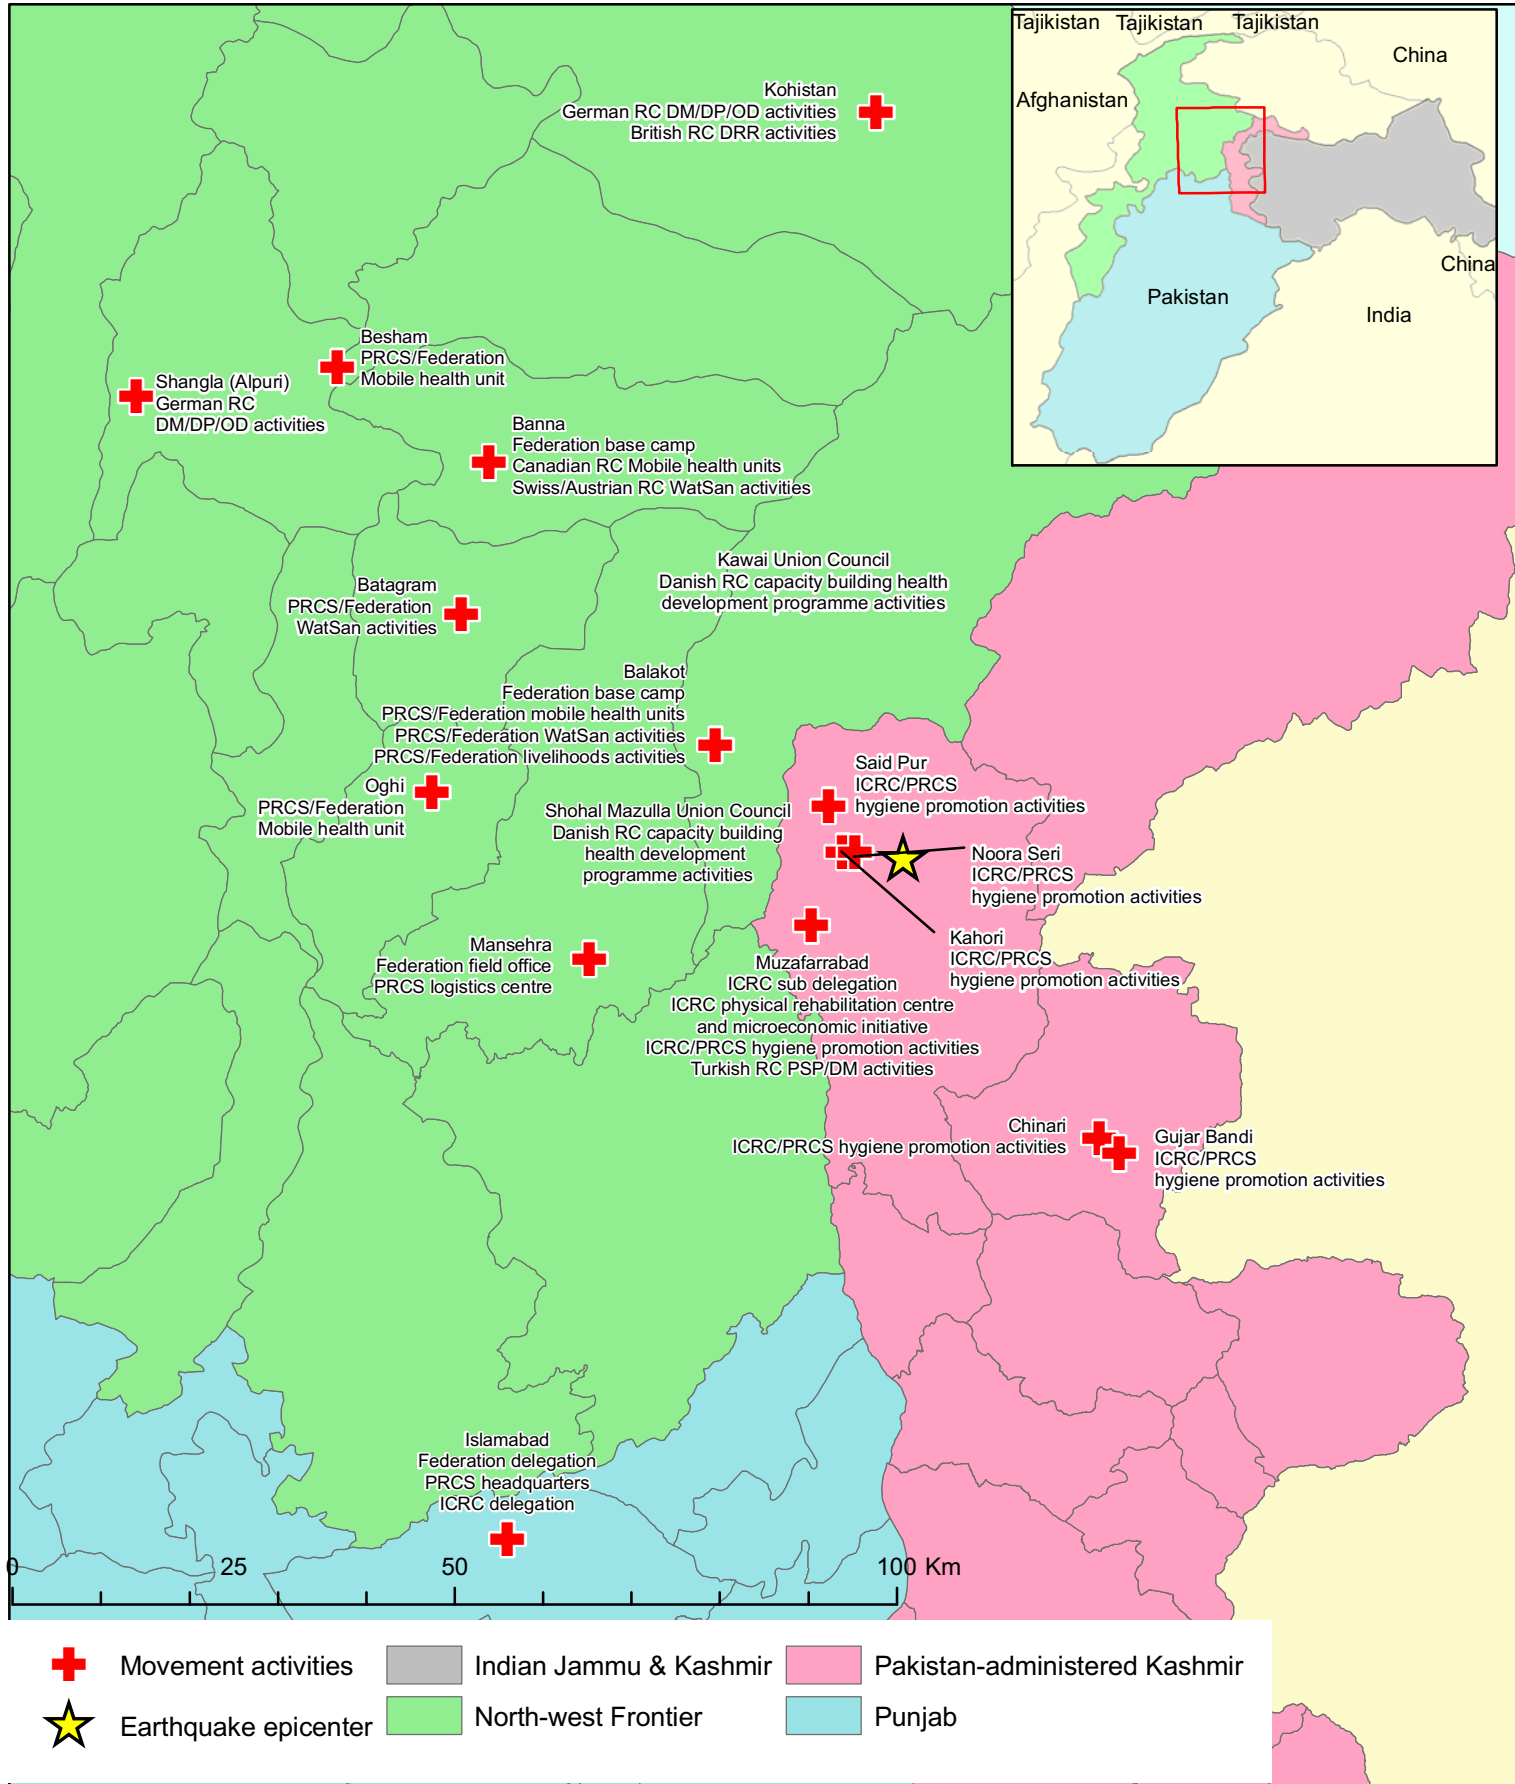 Tajikistan
Tajikistan
Tajikistan
China
Afghanistan
China
Pakistan
India
Kohistan
German RC DM/DP/OD activities
British RC DRR activities
Besham
PRCS/Federation
Mobile health unit
Shangla (Alpuri)
German RC
DM/DP/OD activities
Banna
Federation base camp
Canadian RC Mobile health units
Swiss/Austrian RC WatSan activities
Kawai Union Council
Danish RC capacity building health
development programme activities
Batagram
PRCS/Federation
WatSan activities
Balakot
Federation base camp
PRCS/Federation mobile health units
PRCS/Federation WatSan activities
PRCS/Federation livelihoods activities
Said Pur
ICRC/PRCS
hygiene promotion activities
Oghi
PRCS/Federation
Mobile health unit
Shohal Mazulla Union Council
Danish RC capacity building
health development
programme activities
Noora Seri
ICRC/PRCS
hygiene promotion activities
Kahori
ICRC/PRCS
hygiene promotion activities
Mansehra
Federation field office
PRCS logistics centre
Muzafarrabad
ICRC sub delegation
ICRC physical rehabilitation centre
and microeconomic initiative
ICRC/PRCS hygiene promotion activities
Turkish RC PSP/DM activities
Chinari
ICRC/PRCS hygiene promotion activities
Gujar Bandi
ICRC/PRCS
hygiene promotion activities
Islamabad
Federation delegation
PRCS headquarters
ICRC delegation
0 25 50 100 Km
Movement activities
Indian Jammu & Kashmir
Pakistan-administered Kashmir
Earthquake epicenter
North-west Frontier
Punjab